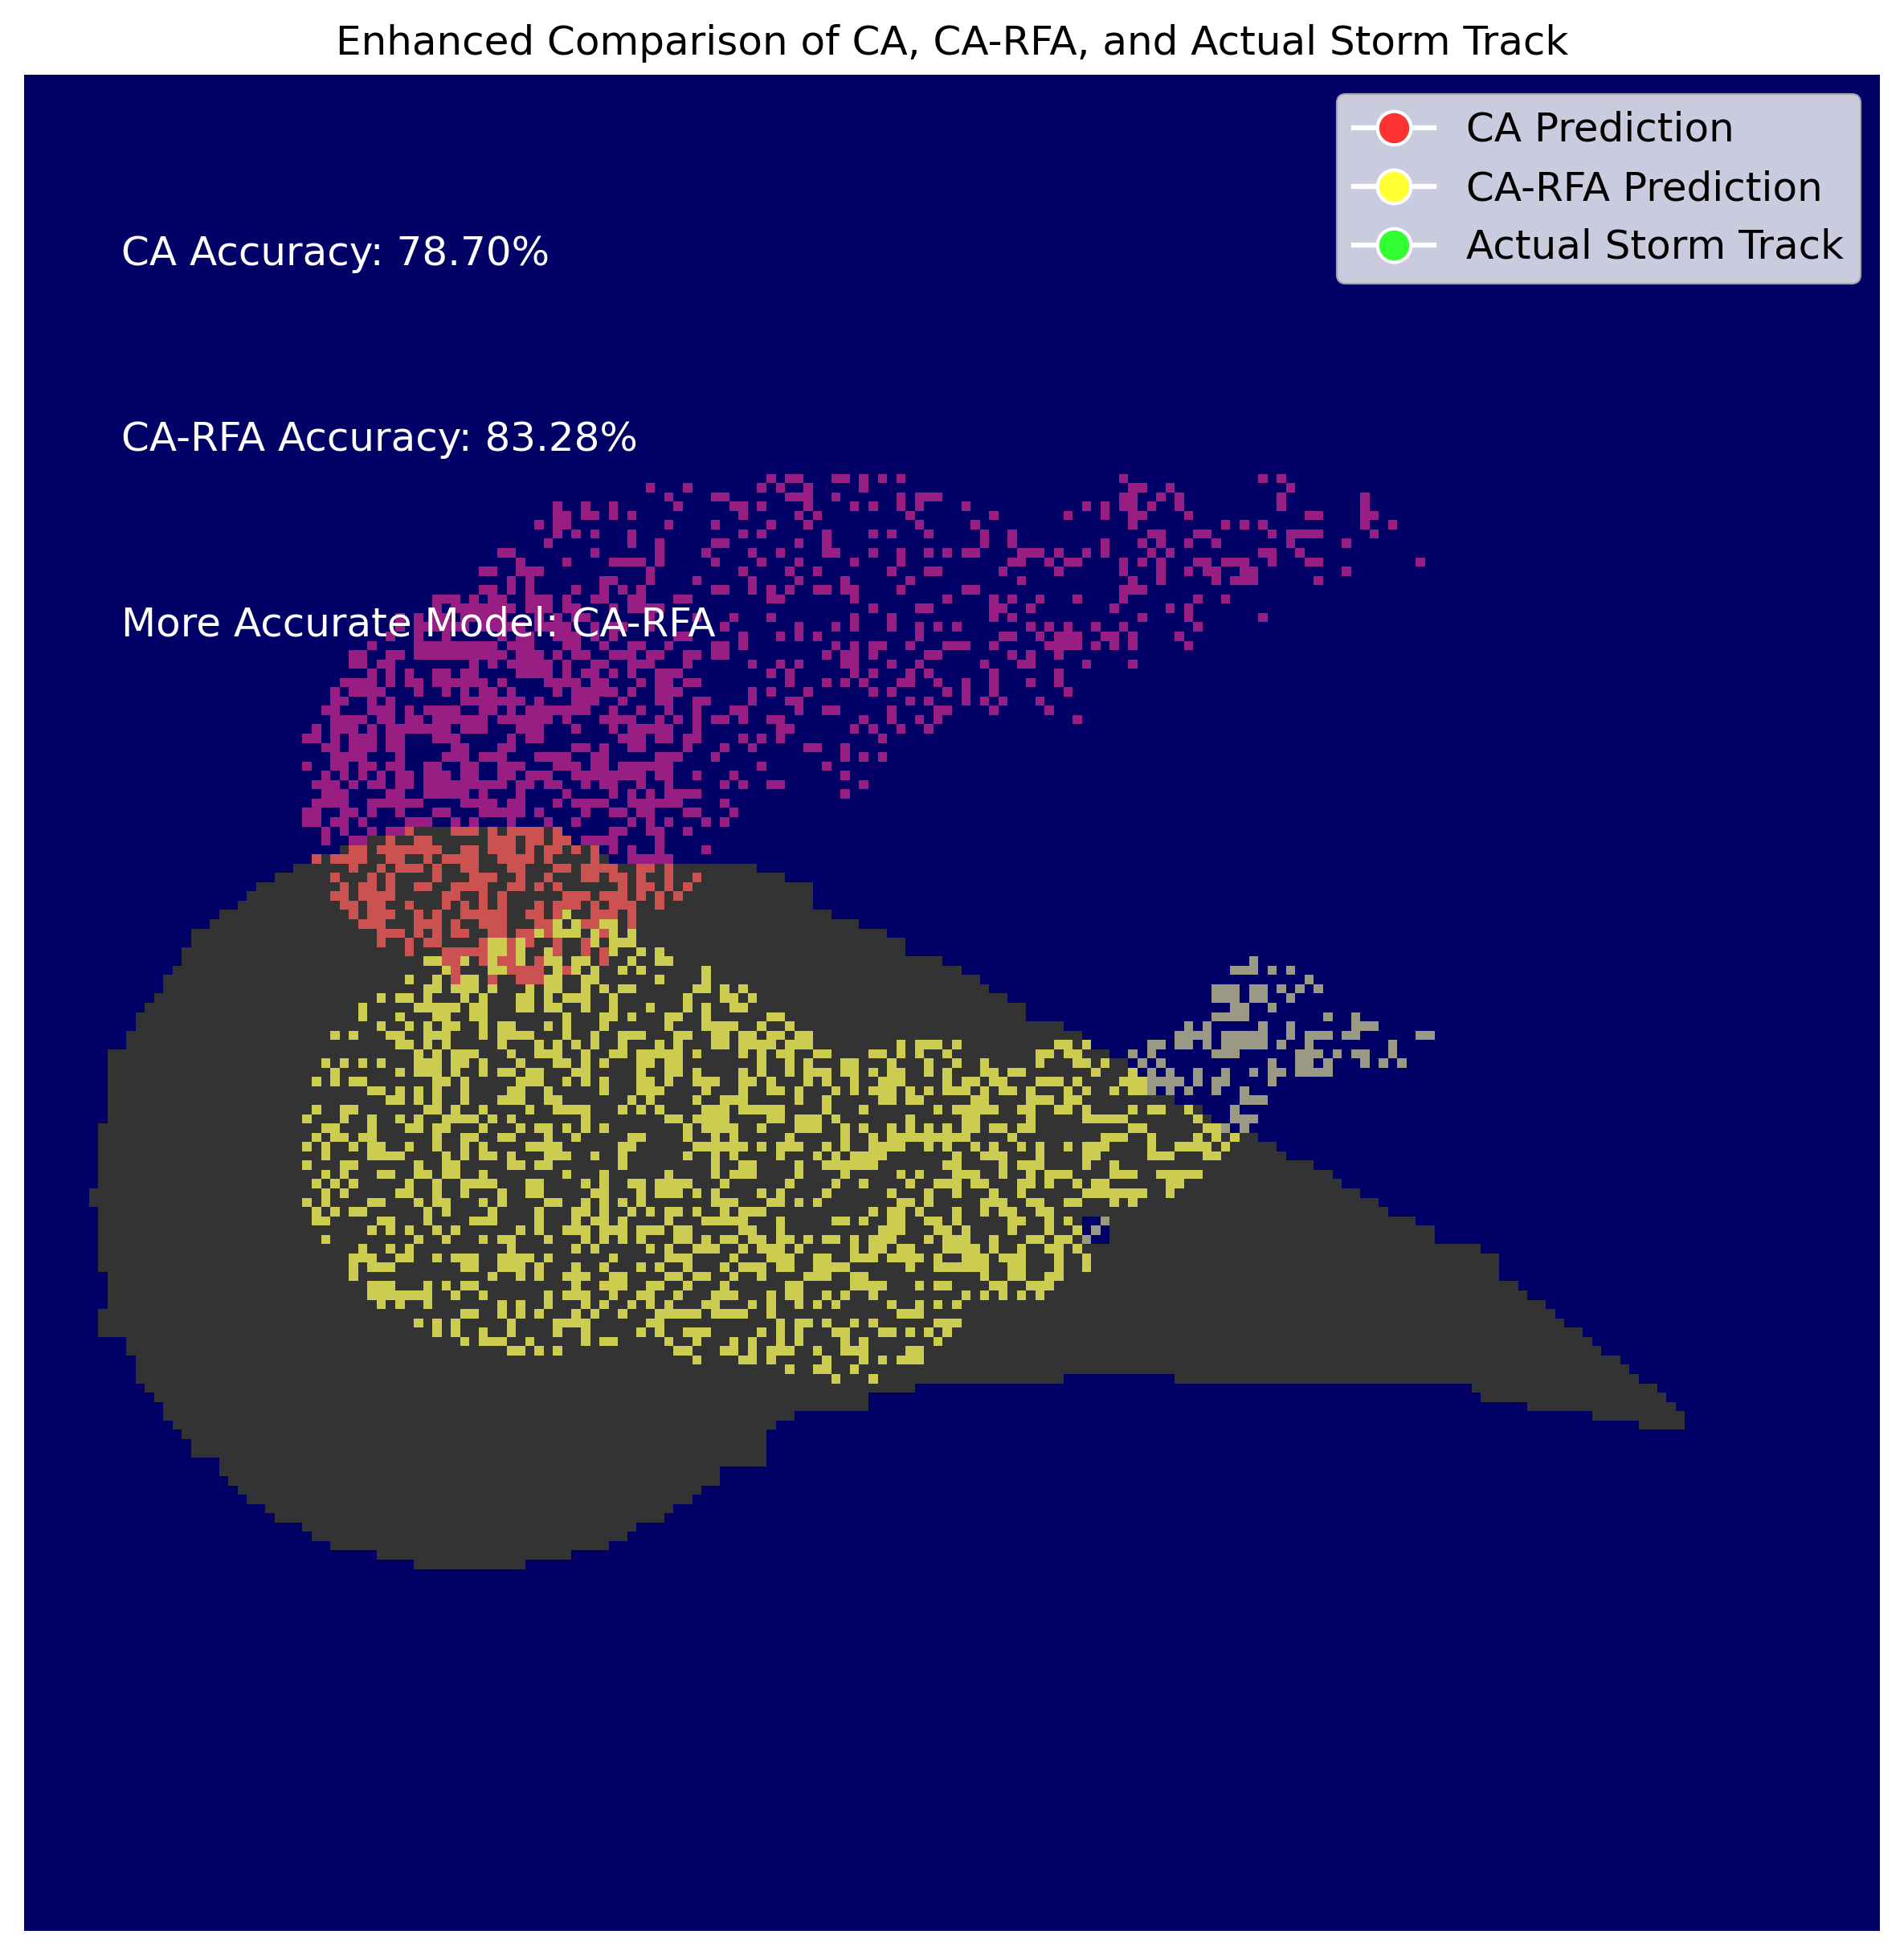 Enhanced Comparison of CA, CA-RFA, and Actual Storm Track
CA Prediction
CA-RFA Prediction
Actual Storm Track
CA Accuracy: 78.70%
CA-RFA Accuracy: 83.28%
More Accurate Model: CA-RFA